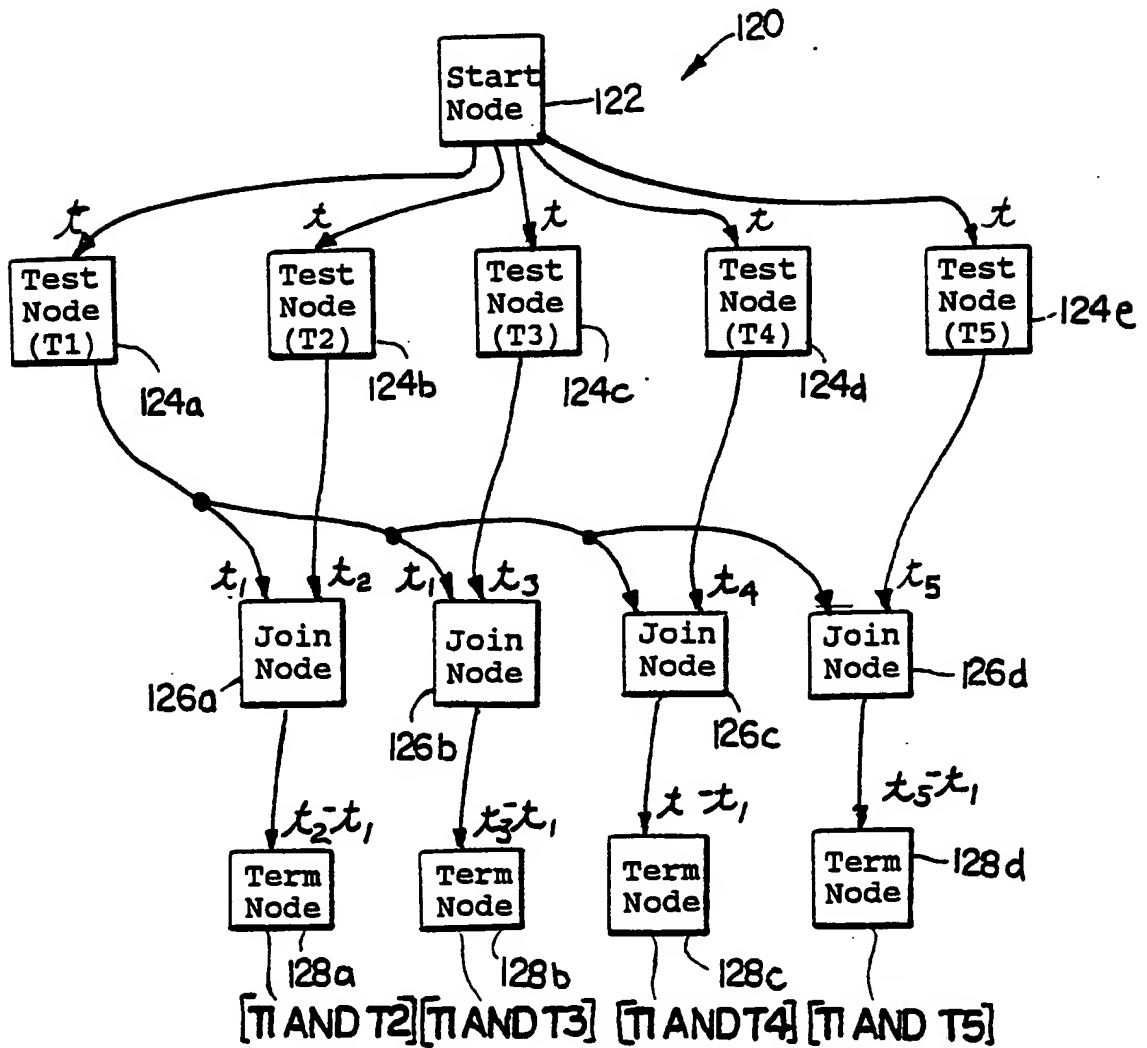 120
Start
Node
122
t
t
t
t
t
Test
Node
(T1)
Test
Node
(T2)
Test
Node
(T3)
Test
Node
(T4)
Test
Node
(T5)
124a
124b
124c
124d
124e
t1
t2
t1
t3
t4
t5
Join
Node
Join
Node
Join
Node
Join
Node
126a
126b
126c
126d
t2-t1
t3-t1
t -t1
t5-t1
Term
Node
Term
Node
Term
Node
Term
Node
128a
128b
128c
128d
[T1 AND T2] [T1 AND T3] [T1 AND T4] [T1 AND T5]